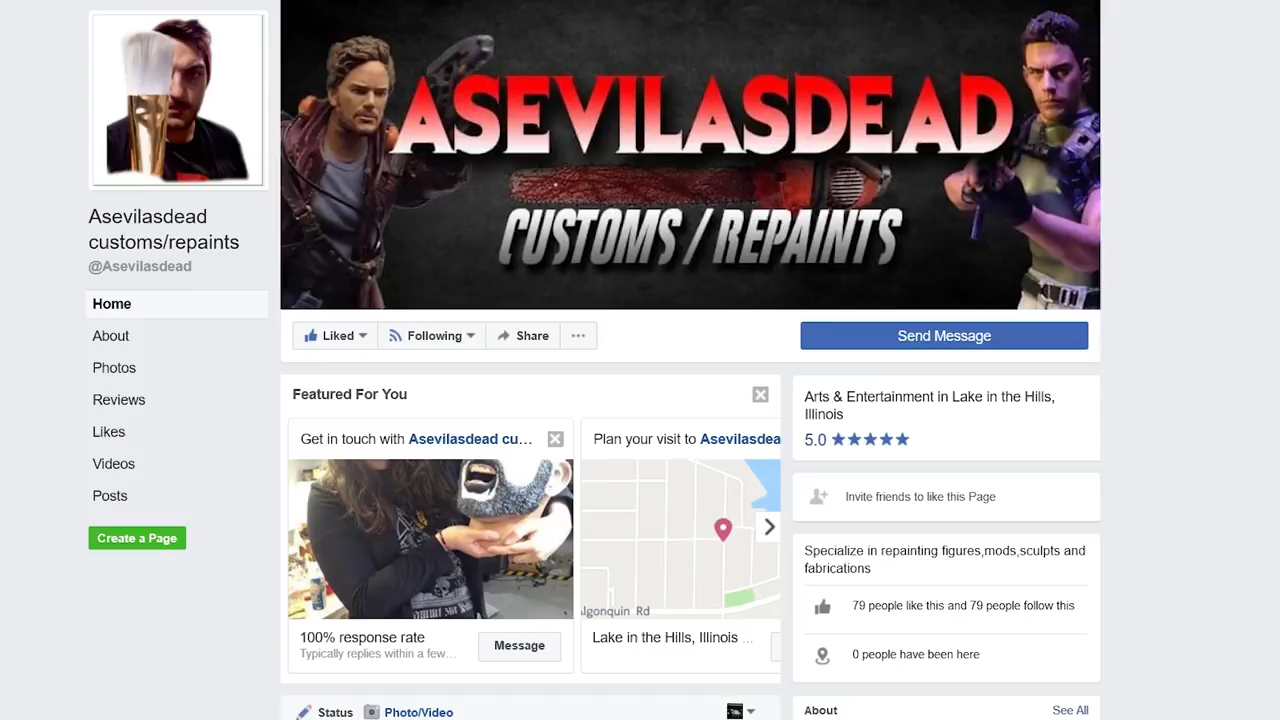 ASEVILASDEAD
CUSTOMS / REPAINTS
Asevilasdead
customs/repaints
@Asevilasdead
Home
About
Photos
Reviews
Likes
Videos
Posts
Create a Page
Liked
Following
Share
Send Message
Featured For You
Get in touch with Asevilasdead cu...
100% response rate
Typically replies within a few...
Message
Plan your visit to Asevilasdea
Algonquin Rd
Lake in the Hills, Illinois ...
Status
Photo/Video
Arts & Entertainment in Lake in the Hills,
Illinois
5.0
Invite friends to like this Page
Specialize in repainting figures,mods,sculpts and
fabrications
79 people like this and 79 people follow this
0 people have been here
About
See All